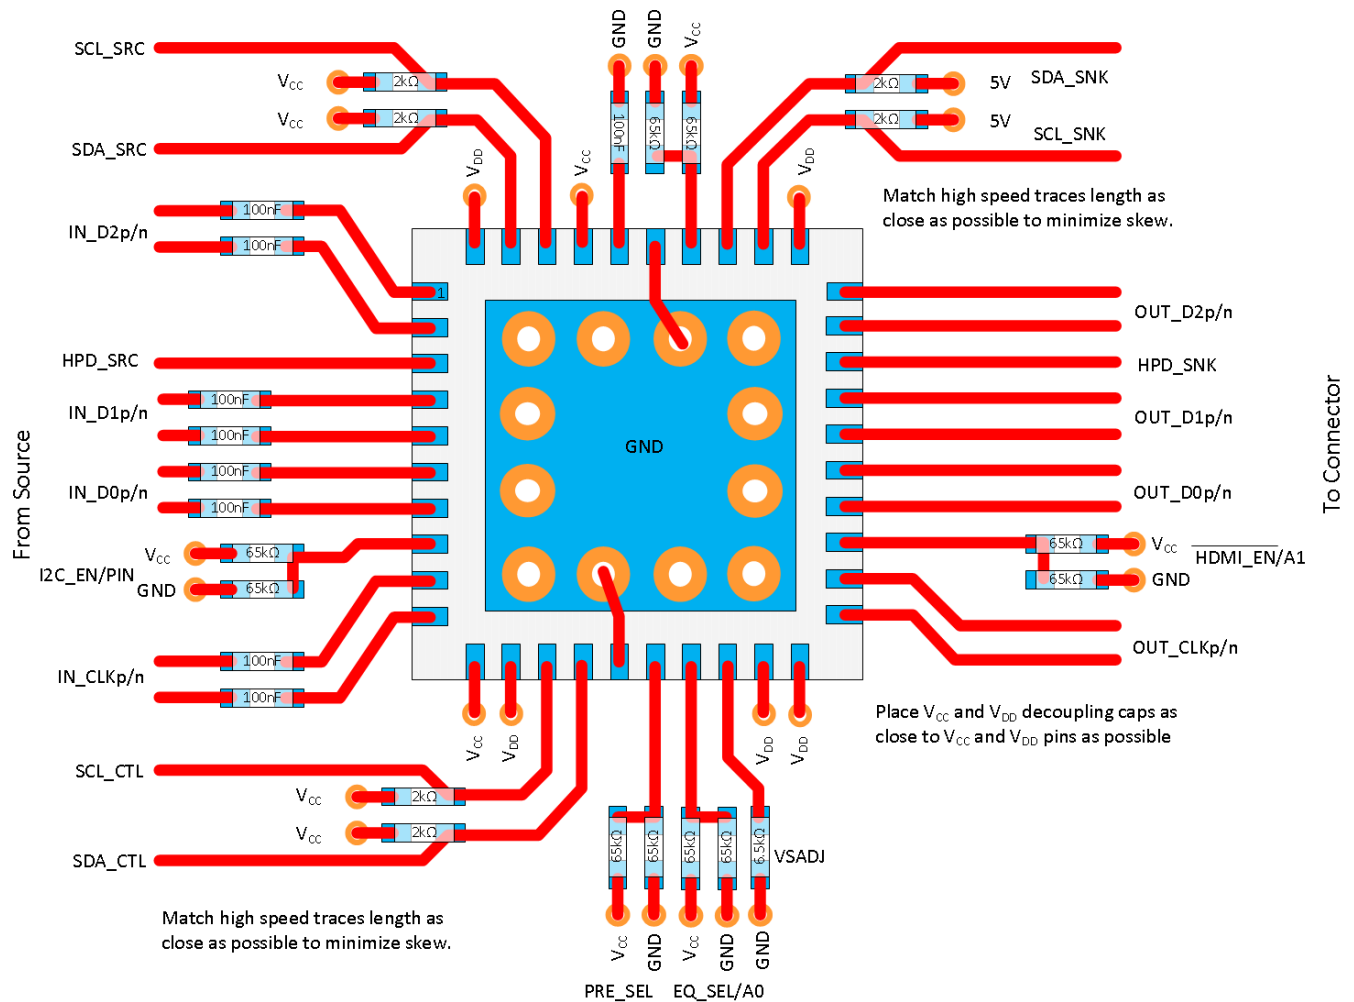 GND
GND
VCC
SCL_SRC
VCC
2kΩ
VCC
2kΩ
SDA_SRC
100nF
65kΩ
65kΩ
2kΩ
5V
SDA_SNK
2kΩ
5V
SCL_SNK
VDD
VCC
VDD
Match high speed traces length as
close as possible to minimize skew.
100nF
IN_D2p/n
100nF
1
OUT_D2p/n
HPD_SRC
HPD_SNK
100nF
IN_D1p/n
100nF
OUT_D1p/n
GND
100nF
IN_D0p/n
100nF
OUT_D0p/n
From Source
To Connector
VCC
65kΩ
I2C_EN/PIN
GND
65kΩ
65kΩ
VCC
HDMI_EN/A1
65kΩ
GND
100nF
IN_CLKp/n
100nF
OUT_CLKp/n
VCC
VDD
VDD
VDD
Place VCC and VDD decoupling caps as
close to VCC and VDD pins as possible
SCL_CTL
VCC
2kΩ
VCC
2kΩ
SDA_CTL
65kΩ
65kΩ
65kΩ
65kΩ
6.5kΩ
VSADJ
Match high speed traces length as
close as possible to minimize skew.
VCC
GND
VCC
GND
GND
PRE_SEL
EQ_SEL/A0